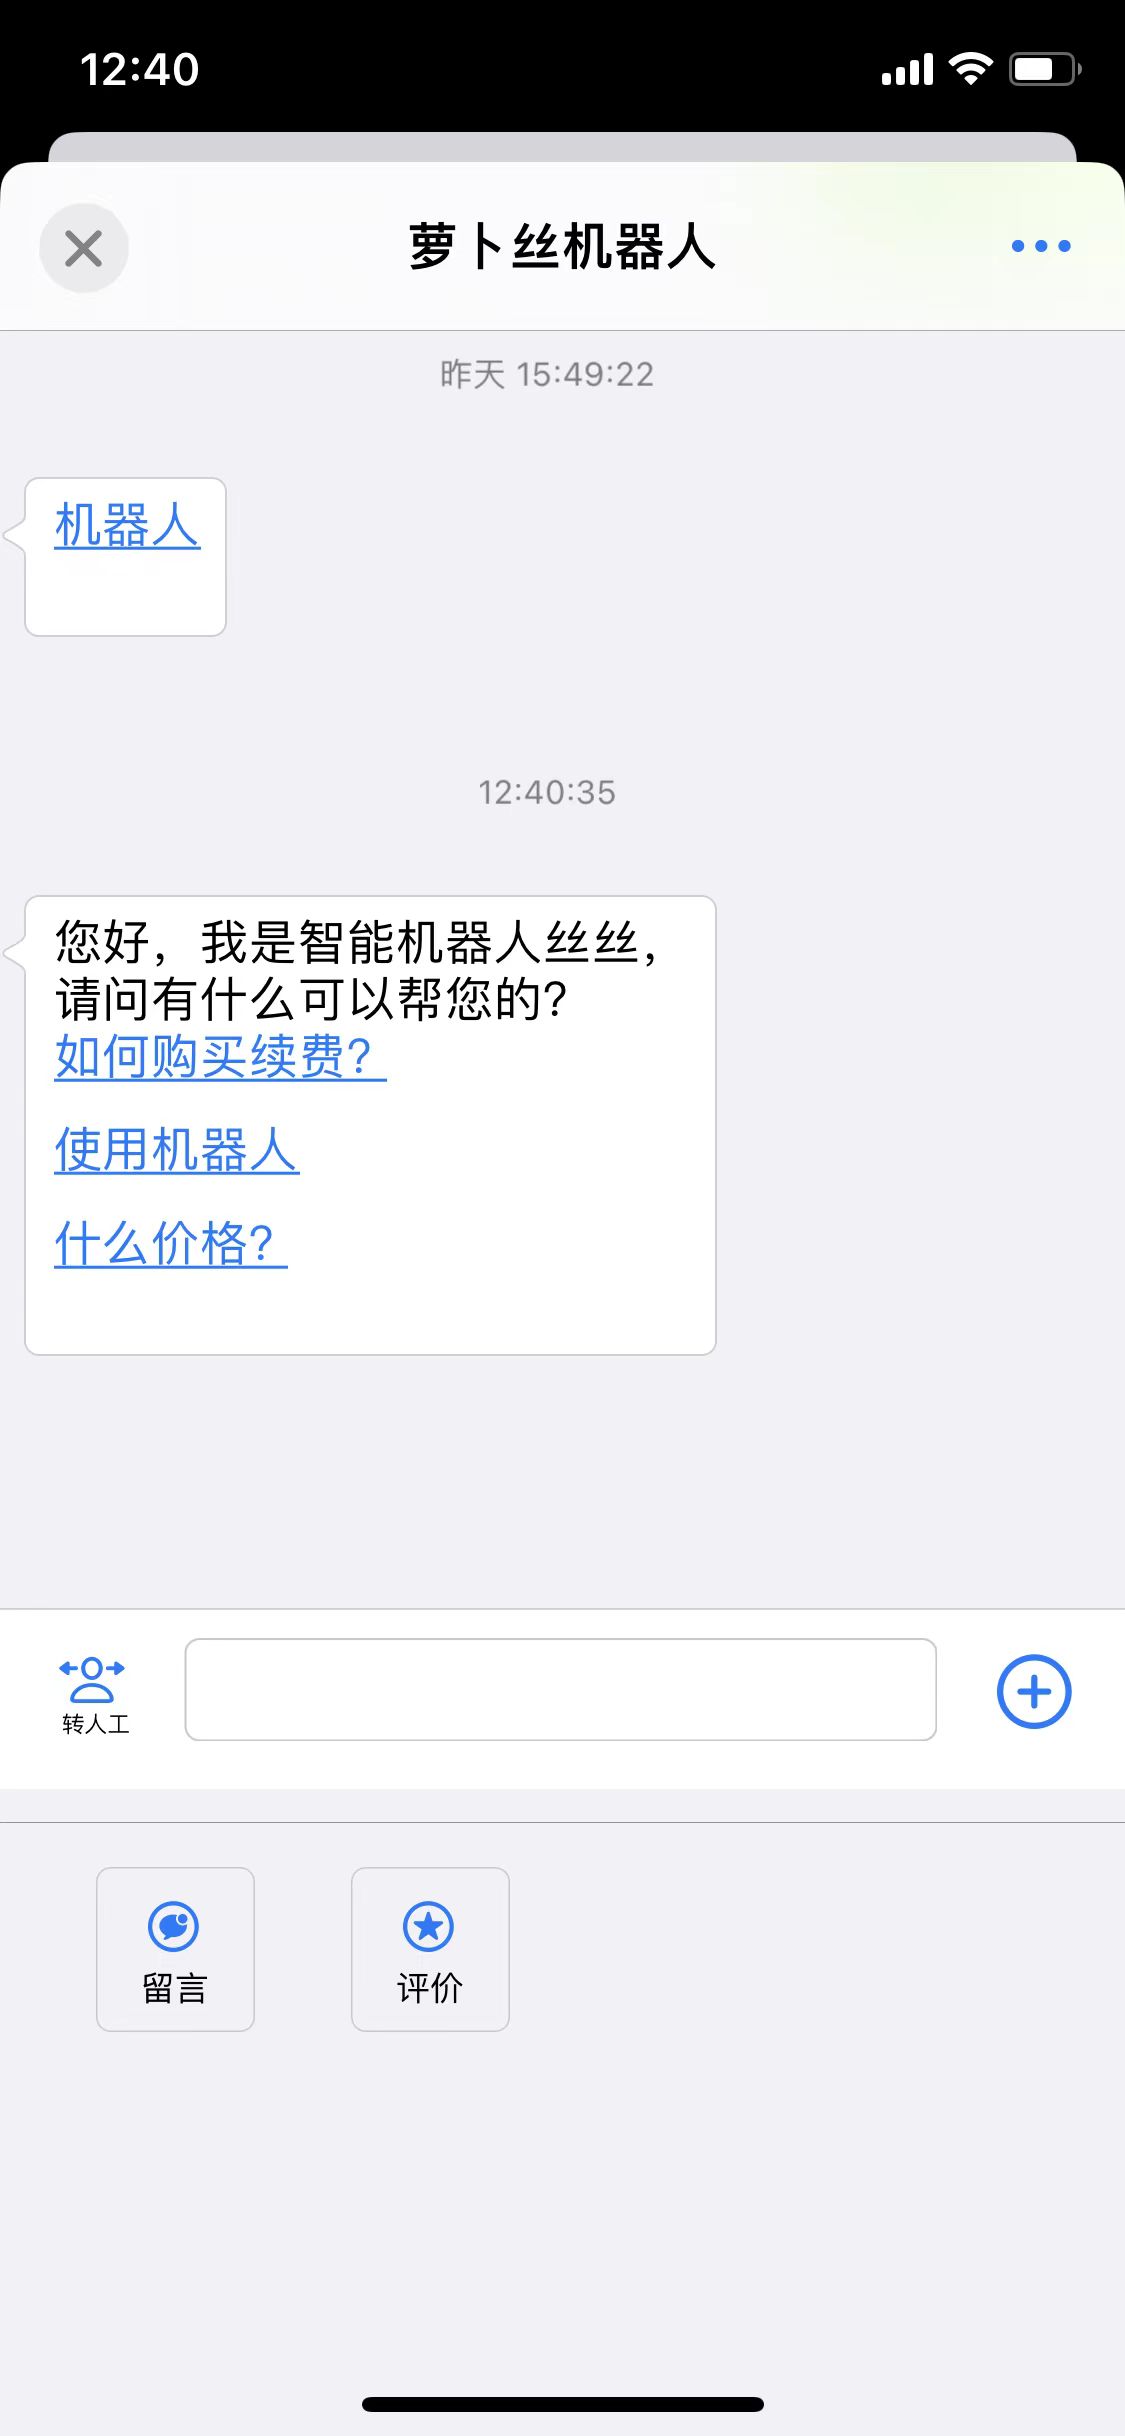 12:40
萝卜丝机器人
昨天 15:49:22
机器人
12:40:35
您好，我是智能机器人丝丝，
请问有什么可以帮您的？
如何购买续费？
使用机器人
什么价格？
转人工
留言
评价